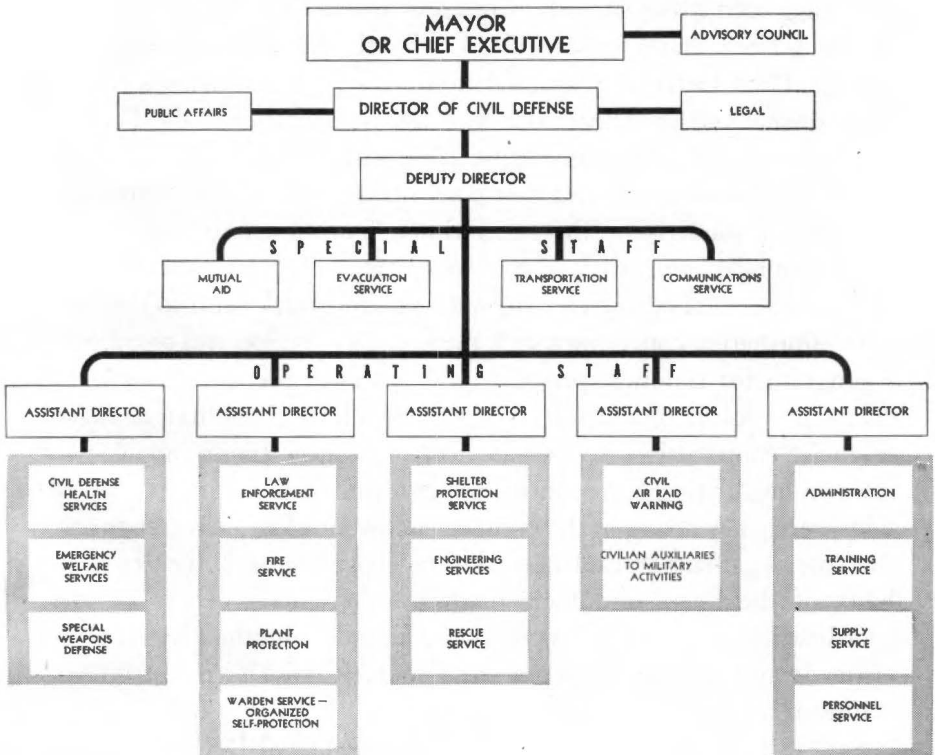 MAYOR
OR CHIEF EXECUTIVE
ADVISORY COUNCIL
PUBLIC AFFAIRS
DIRECTOR OF CIVIL DEFENSE
LEGAL
DEPUTY DIRECTOR
SPECIAL STAFF
MUTUAL
AID
EVACUATION
SERVICE
TRANSPORTATION
SERVICE
COMMUNICATIONS
SERVICE
OPERATING STAFF
ASSISTANT DIRECTOR
ASSISTANT DIRECTOR
ASSISTANT DIRECTOR
ASSISTANT DIRECTOR
ASSISTANT DIRECTOR
CIVIL DEFENSE
HEALTH
SERVICES
EMERGENCY
WELFARE
SERVICES
SPECIAL
WEAPONS
DEFENSE
LAW
ENFORCEMENT
SERVICE
FIRE
SERVICE
PLANT
PROTECTION
WARDEN SERVICE —
ORGANIZED
SELF-PROTECTION
SHELTER
PROTECTION
SERVICE
ENGINEERING
SERVICES
RESCUE
SERVICE
CIVIL
AIR RAID
WARNING
CIVILIAN AUXILIARIES
TO MILITARY
ACTIVITIES
ADMINISTRATION
TRAINING
SERVICE
SUPPLY
SERVICE
PERSONNEL
SERVICE